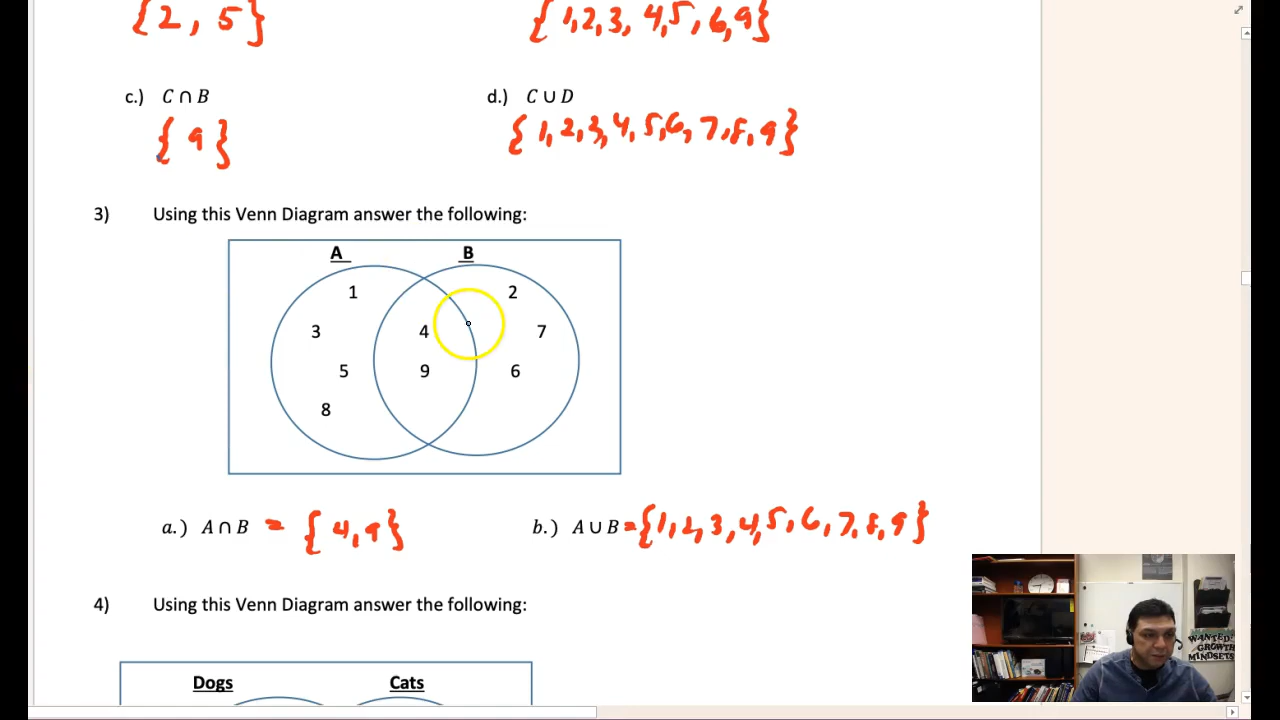 {2, 5}
{1,2,3, 4,5, 6,9}
c.) C ∩ B
d.) C ∪ D
{9}
{1,2,3,4,5,6,7,8,9}
3) Using this Venn Diagram answer the following:
A B
1 2
3 4 7
5 9 6
8
a.) A ∩ B = {4,9}
b.) A ∪ B = {1,2,3,4,5,6,7,8,9}
WANTED
GROWTH
MINDSETS
4) Using this Venn Diagram answer the following:
Dogs Cats